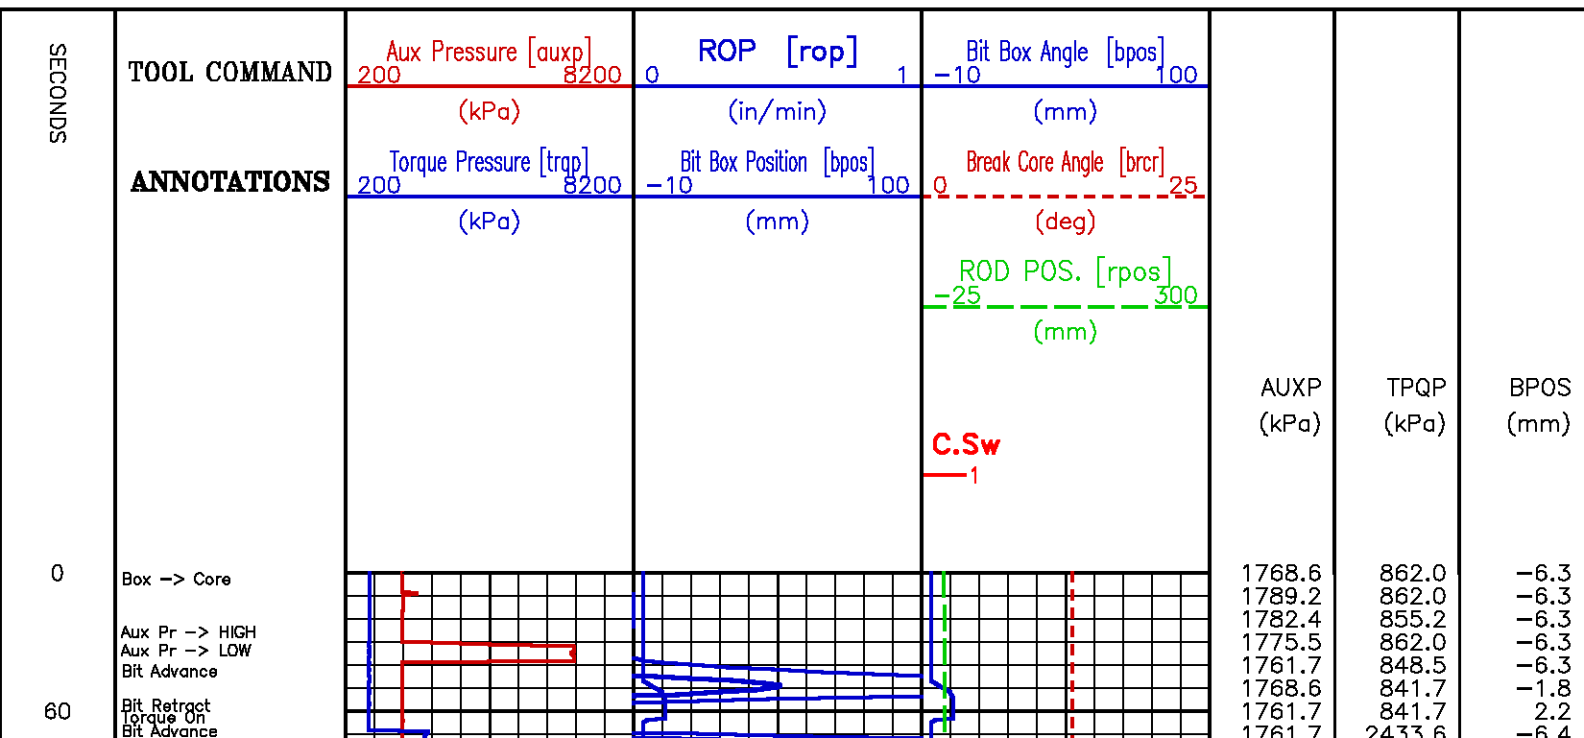 SECONDS
TOOL COMMAND
ANNOTATIONS
Aux Pressure [auxp]
200 8200
(kPa)
Torque Pressure [trqp]
200 8200
(kPa)
ROP [rop]
0 1
(in/min)
Bit Box Position [bpos]
-10 100
(mm)
Bit Box Angle [bpos]
-10 100
(mm)
Break Core Angle [brcr]
0 25
(deg)
ROD POS. [rpos]
-25 300
(mm)
C.Sw
1
AUXP TPQP BPOS
(kPa) (kPa) (mm)
0 Box -> Core 1768.6 862.0 -6.3
1789.2 862.0 -6.3
1782.4 855.2 -6.3
Aux Pr -> HIGH 1775.5 862.0 -6.3
Aux Pr -> LOW
Bit Advance 1761.7 848.5 -6.3
1768.6 841.7 -1.8
Bit Retract
60 Torque On 1761.7 841.7 2.2
Bit Advance 1761.7 2433.6 -6.4